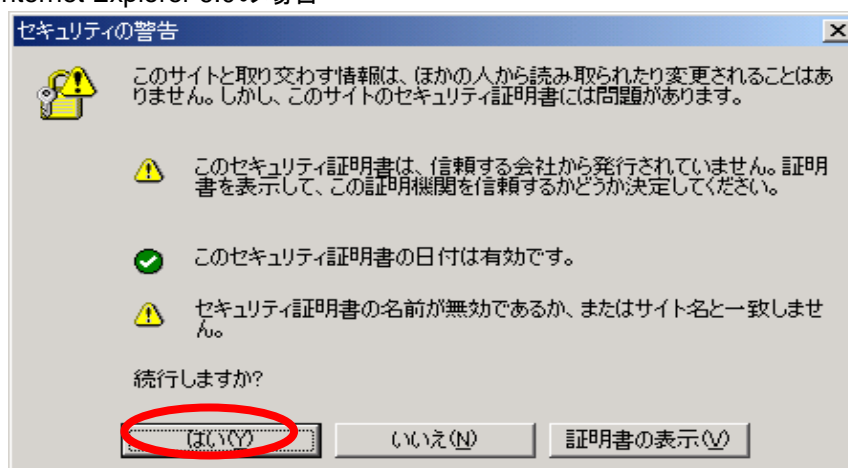 Internet Explorer 6.0の 場合
セキュリティの警告
このサイトと取り交わす情報は、ほかの人から読み取られたり変更されることはあ
りません。しかし、このサイトのセキュリティ証明書には問題があります。
このセキュリティ証明書は、信頼する会社から発行されていません。証明
書を表示して、この証明機関を信頼するかどうか決定してください。
このセキュリティ証明書の日付は有効です。
セキュリティ証明書の名前が無効であるか、またはサイト名と一致しませ
ん。
続行しますか?
はい(Y)
いいえ(N)
証明書の表示(V)